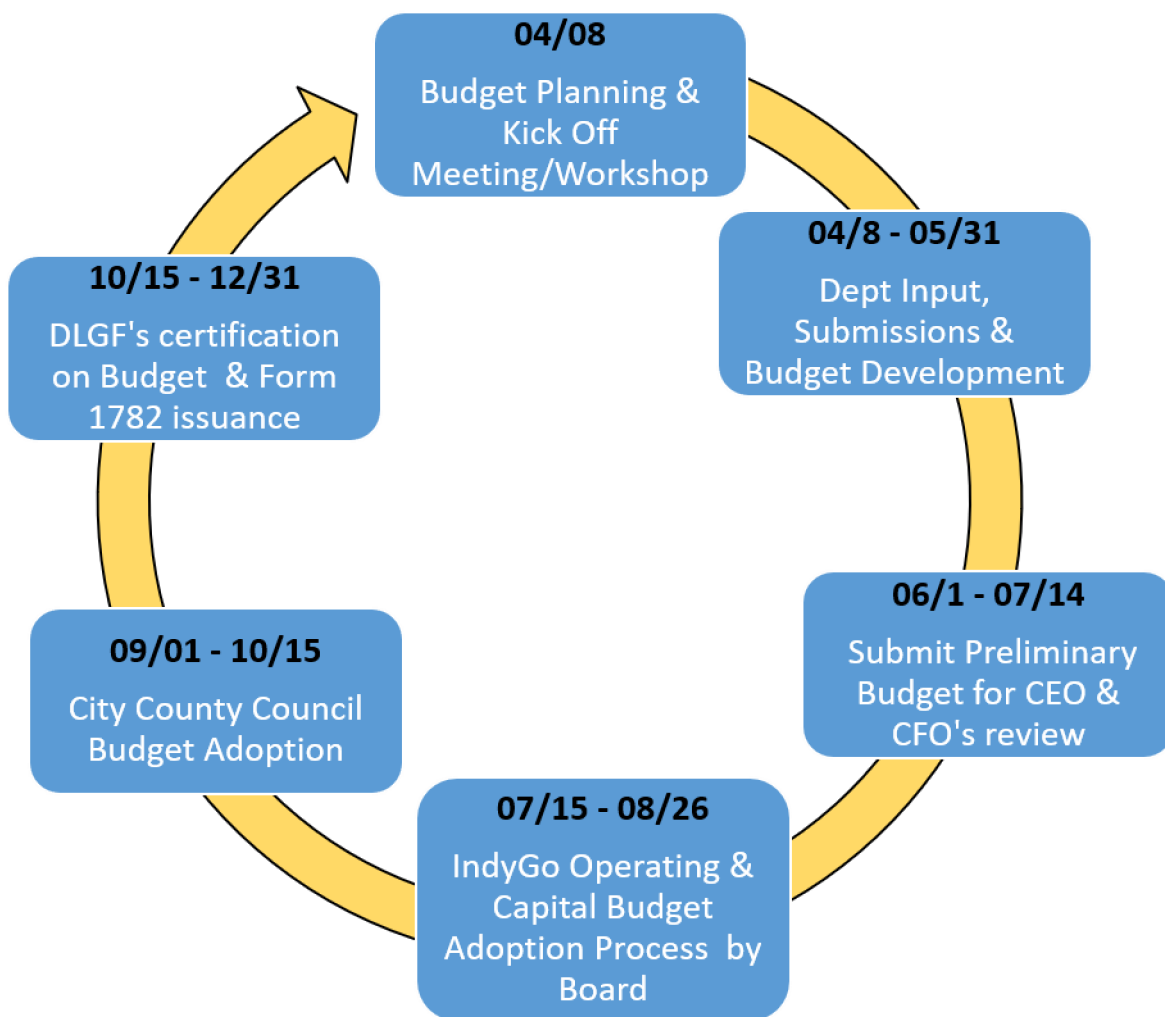 04/08
Budget Planning &
Kick Off
Meeting/Workshop
04/8 - 05/31
Dept Input,
Submissions &
Budget Development
06/1 - 07/14
Submit Preliminary
Budget for CEO &
CFO's review
07/15 - 08/26
IndyGo Operating &
Capital Budget
Adoption Process by
Board
09/01 - 10/15
City County Council
Budget Adoption
10/15 - 12/31
DLGF's certification
on Budget & Form
1782 issuance